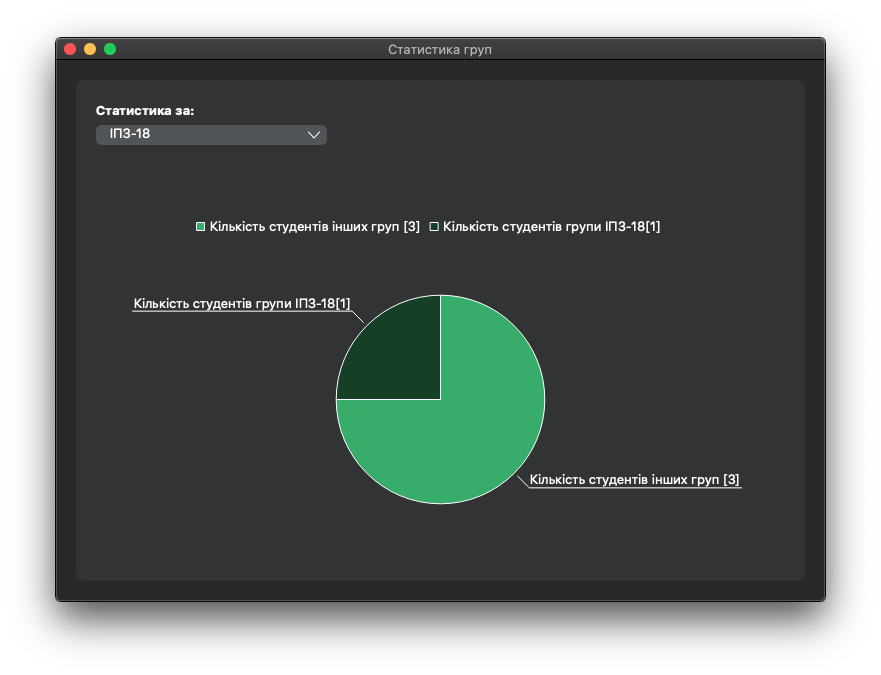 Статистика груп
Статистика за:
ІПЗ-18
Кількість студентів інших груп [3] Кількість студентів групи ІПЗ-18[1]
Кількість студентів групи ІПЗ-18[1]
Кількість студентів інших груп [3]